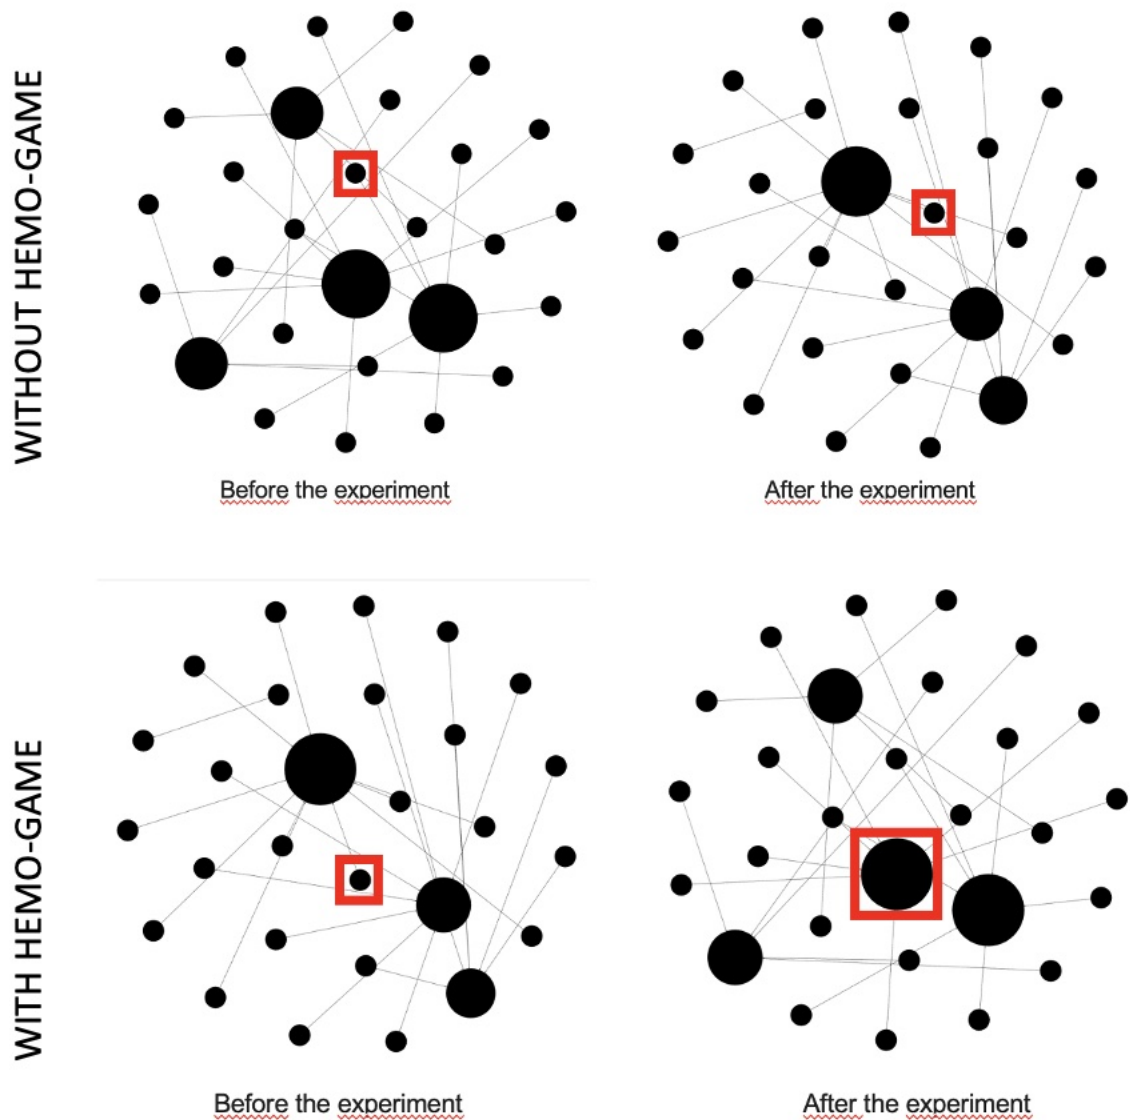 WITHOUT HEMO-GAME
Before the experiment
After the experiment
WITH HEMO-GAME
Before the experiment
After the experiment